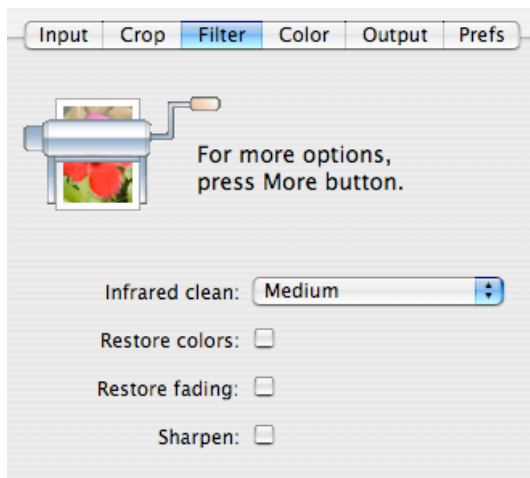 Input Crop Filter Color Output Prefs
For more options,
press More button.
Infrared clean: Medium
Restore colors:
Restore fading:
Sharpen: